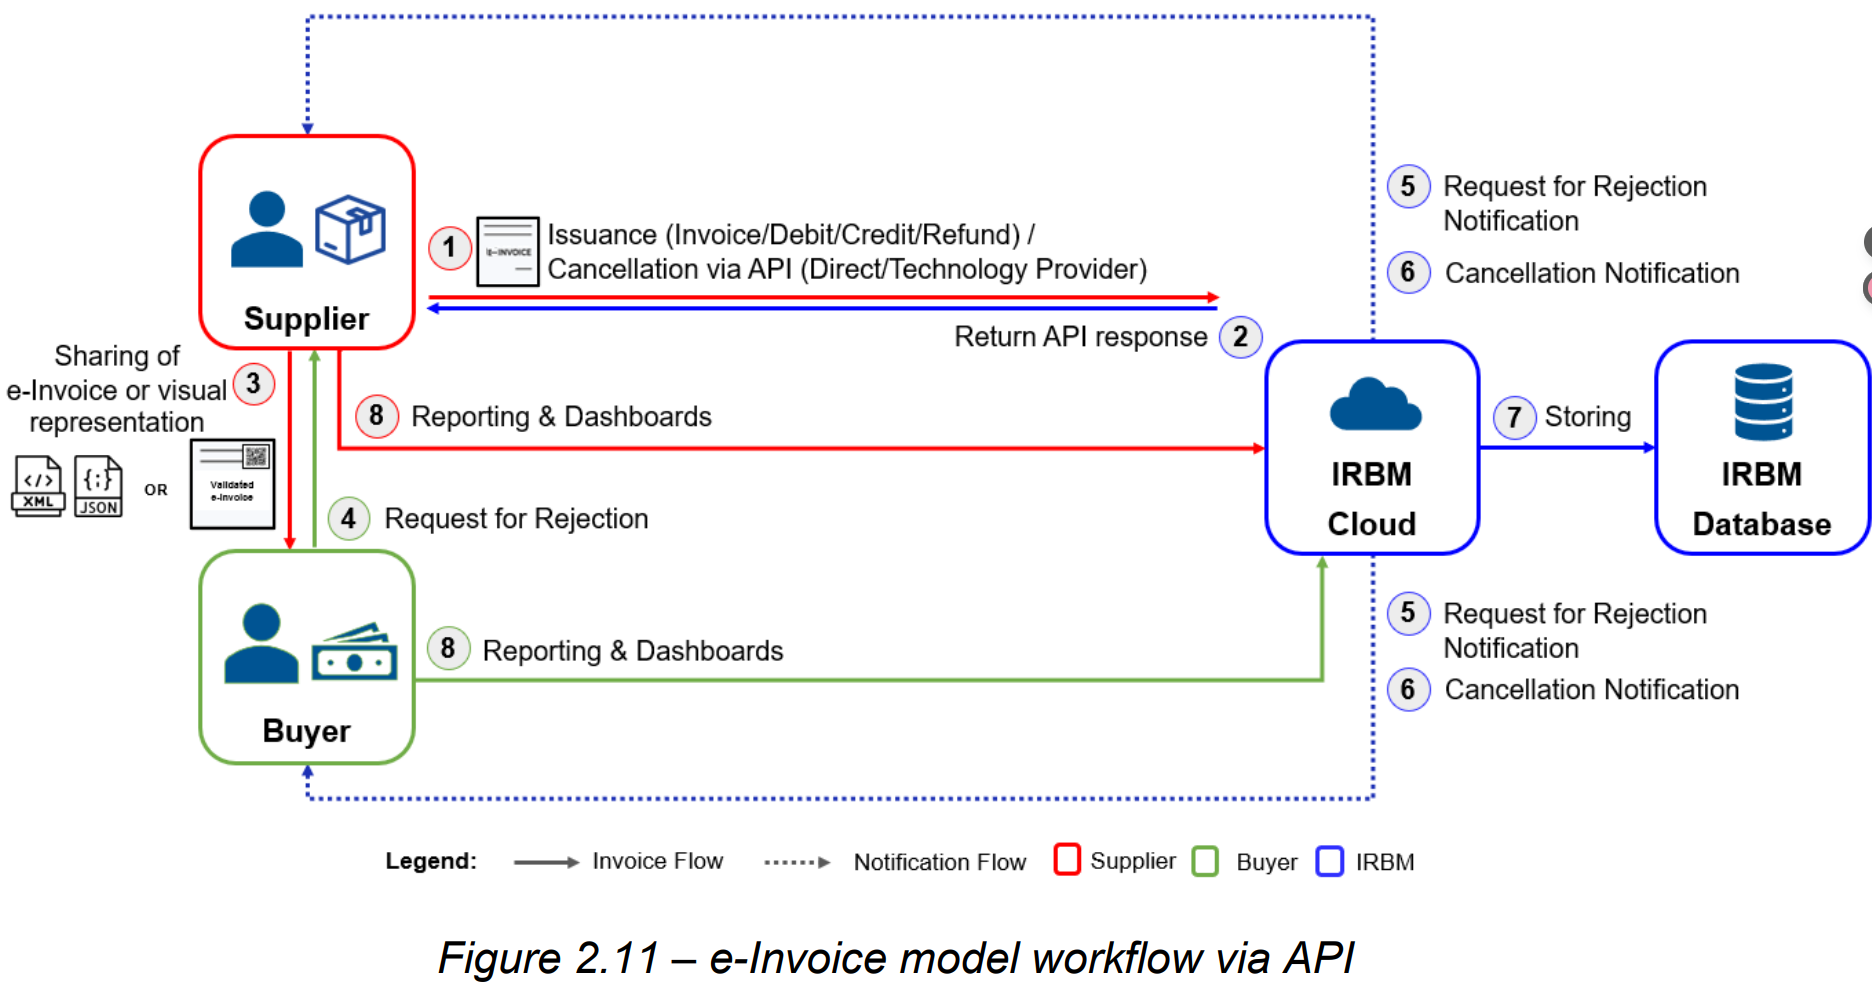 5 Request for Rejection
Notification
6 Cancellation Notification
1 E-INVOICE Issuance (Invoice/Debit/Credit/Refund) /
Cancellation via API (Direct/Technology Provider)
Supplier
Return API response 2
Sharing of
e-Invoice or visual
representation
3
8 Reporting & Dashboards
7 Storing
</> XML
{;} JSON
OR
Validated
e-Invoice
IRBM
Cloud
IRBM
Database
4 Request for Rejection
5 Request for Rejection
Notification
6 Cancellation Notification
8 Reporting & Dashboards
Buyer
Legend: Invoice Flow Notification Flow Supplier Buyer IRBM
Figure 2.11 – e-Invoice model workflow via API